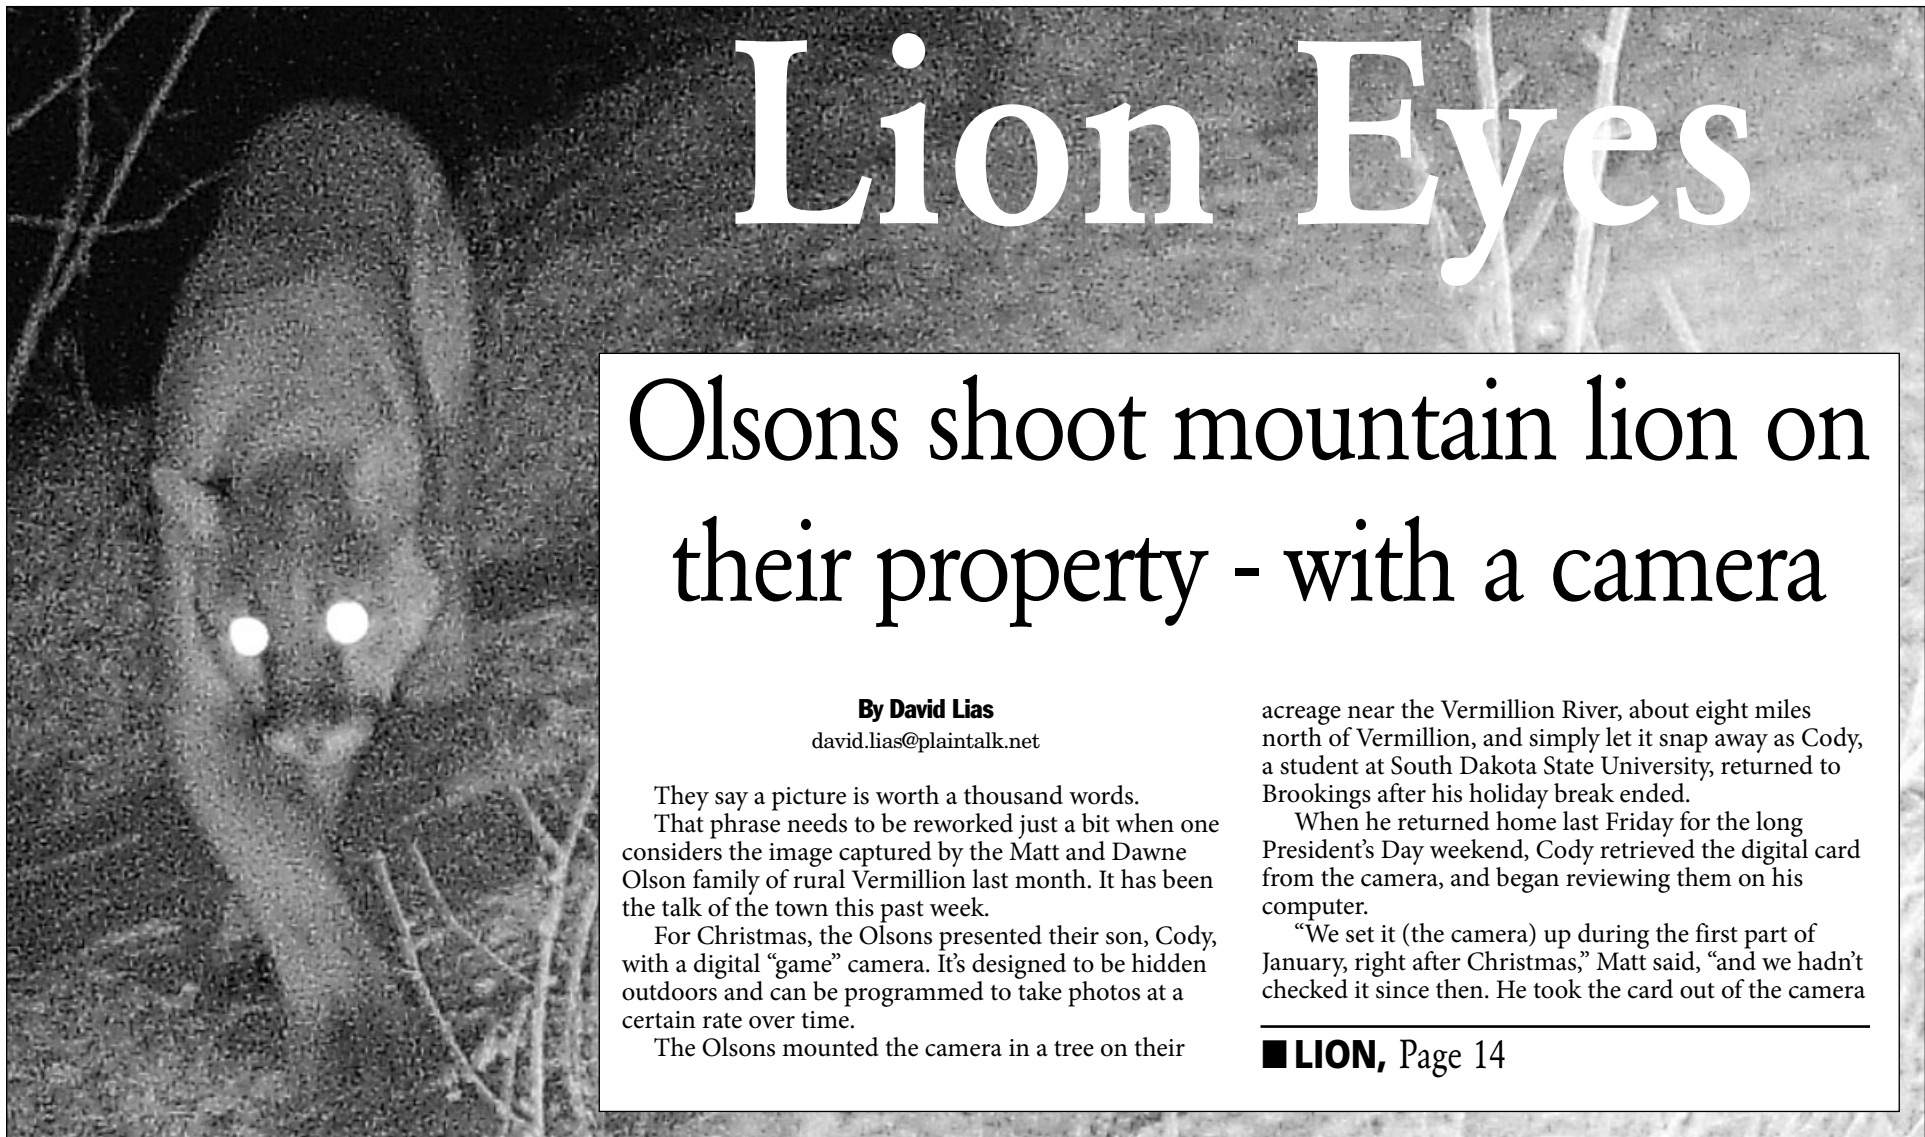 Lion Eyes
Olsons shoot mountain lion on
their property - with a camera
By David Lias
david.lias@plaintalk.net
They say a picture is worth a thousand words.
That phrase needs to be reworked just a bit when one
considers the image captured by the Matt and Dawne
Olson family of rural Vermillion last month. It has been
the talk of the town this past week.
For Christmas, the Olsons presented their son, Cody,
with a digital “game” camera. It’s designed to be hidden
outdoors and can be programmed to take photos at a
certain rate over time.
The Olsons mounted the camera in a tree on their
acreage near the Vermillion River, about eight miles
north of Vermillion, and simply let it snap away as Cody,
a student at South Dakota State University, returned to
Brookings after his holiday break ended.
When he returned home last Friday for the long
President’s Day weekend, Cody retrieved the digital card
from the camera, and began reviewing them on his
computer.
“We set it (the camera) up during the first part of
January, right after Christmas,” Matt said, “and we hadn’t
checked it since then. He took the card out of the camera
■ LION, Page 14